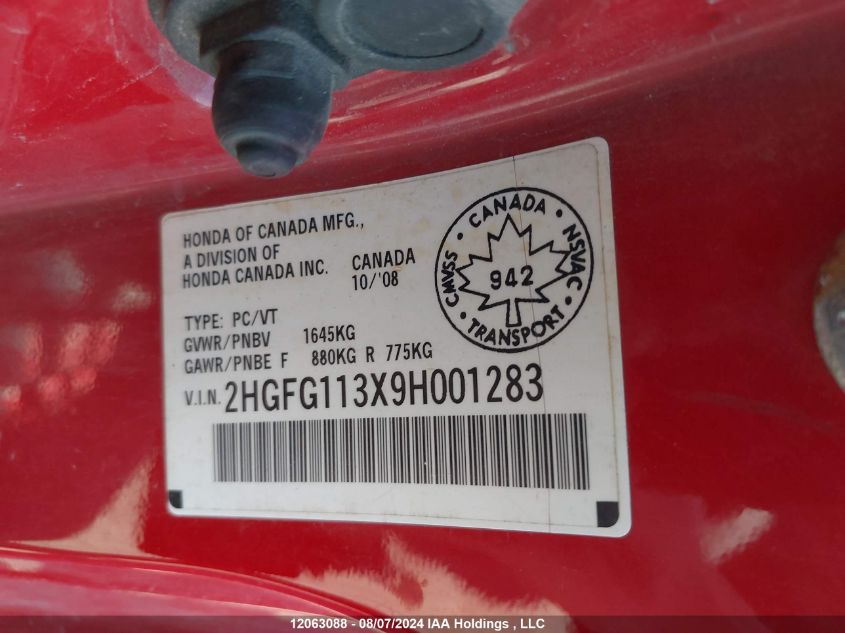 HONDA OF CANADA MFG.,
A DIVISION OF
HONDA CANADA INC. CANADA
10/'08
TYPE: PC/VT
GVWR/PNBV 1645KG
GAWR/PNBE F 880KG R 775KG
V.I.N. 2HGFG113X9H001283
CMVSS • CANADA • NSVAC • TRANSPORT •
942
12063088 - 08/07/2024 IAA Holdings , LLC